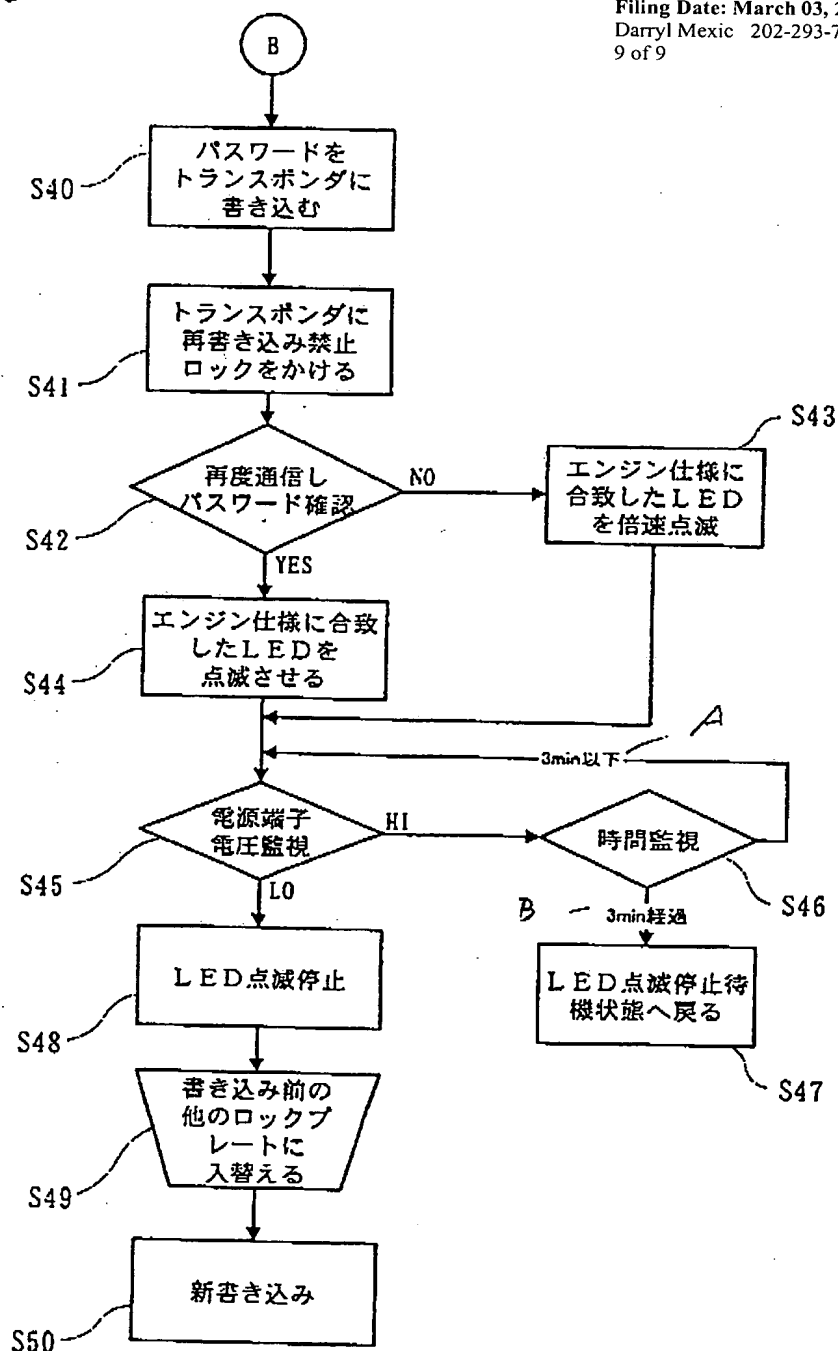 Filing Date: March 03, 2
Darryl Mexic 202-293-7
9 of 9
B
S40
パスワードを
トランスポンダに
書き込む
S41
トランスポンダに
再書き込み禁止
ロックをかける
S42
再度通信し
パスワード確認
NO
YES
S43
エンジン仕様に
合致したLED
を倍速点滅
S44
エンジン仕様に合致
したLEDを
点滅させる
A
3min以下
S45
電源端子
電圧監視
HI
LO
時間監視
S46
B - 3min経過
S48
LED点滅停止
LED点滅停止待
機状態へ戻る
S47
S49
書き込み前の
他のロックプ
レートに
入替える
S50
新書き込み